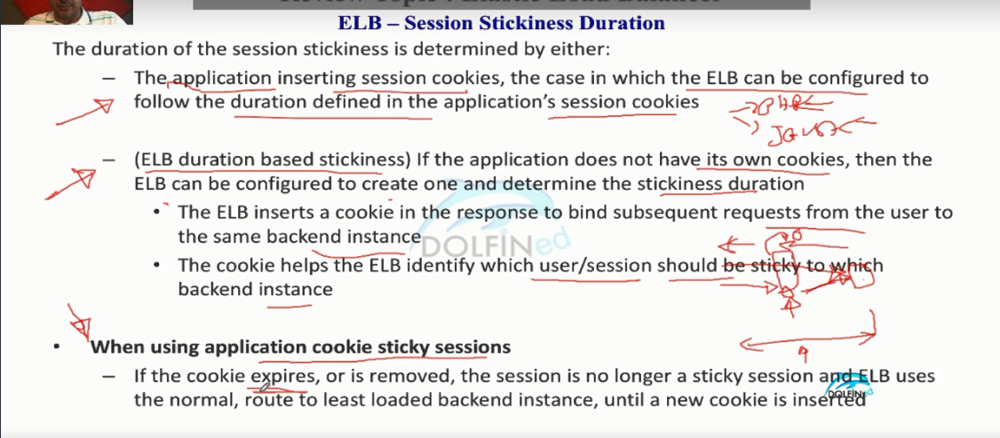 Review Topic : Elastic Load Balancer
ELB – Session Stickiness Duration
The duration of the session stickiness is determined by either:
– The application inserting session cookies, the case in which the ELB can be configured to
follow the duration defined in the application's session cookies
– (ELB duration based stickiness) If the application does not have its own cookies, then the
ELB can be configured to create one and determine the stickiness duration
• The ELB inserts a cookie in the response to bind subsequent requests from the user to
the same backend instance
DOLFINed
• The cookie helps the ELB identify which user/session should be sticky to which
backend instance
• When using application cookie sticky sessions
– If the cookie expires, or is removed, the session is no longer a sticky session and ELB uses
the normal, route to least loaded backend instance, until a new cookie is inserted
DOLFINed